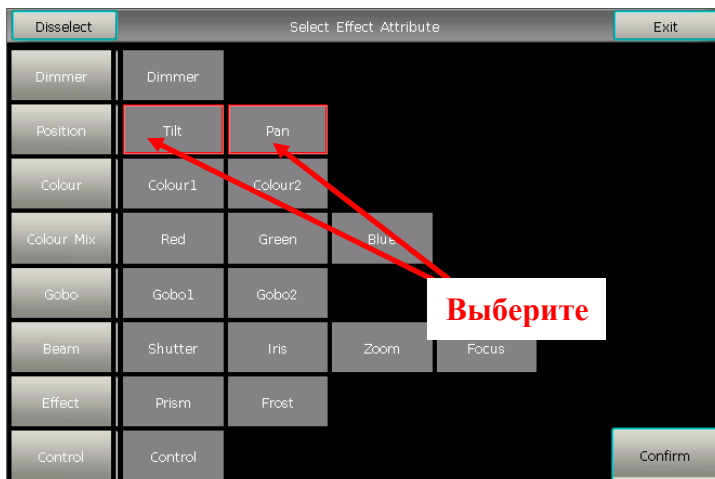 Disselect Select Effect Attribute Exit
Dimmer Dimmer
Position Tilt Pan
Colour Colour1 Colour2
Colour Mix Red Green Blue
Gobo Gobo1 Gobo2
Выберите
Beam Shutter Iris Zoom Focus
Effect Prism Frost
Control Control Confirm